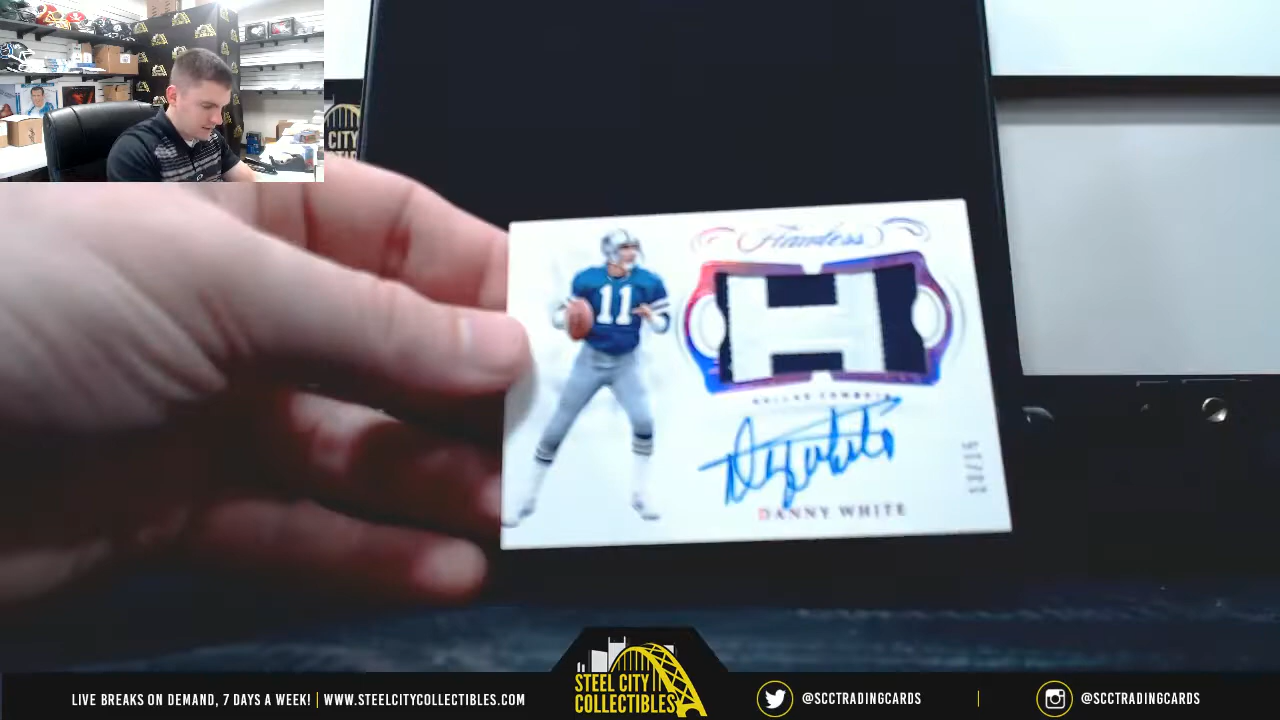 CITY
Flawless
11
DALLAS COWBOYS
DANNY WHITE
LIVE BREAKS ON DEMAND, 7 DAYS A WEEK! | WWW.STEELCITYCOLLECTIBLES.COM
STEEL CITY
COLLECTIBLES
@SCCTRADINGCARDS
@SCCTRADINGCARDS